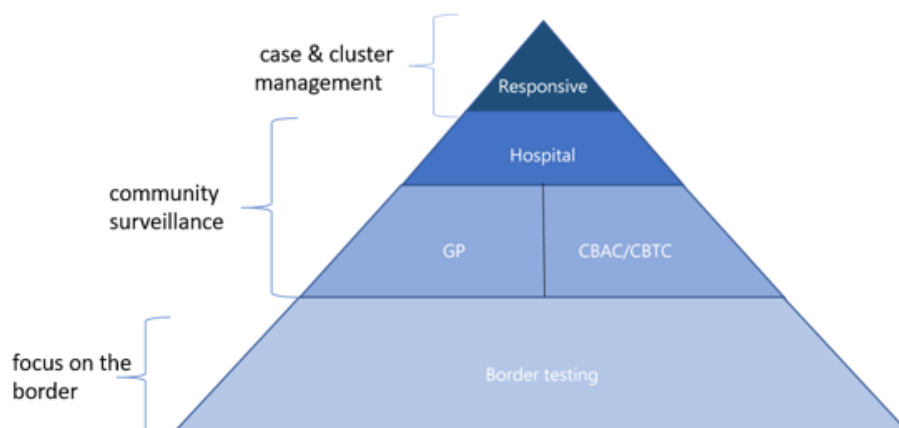 case & cluster
management
Responsive
Hospital
community
surveillance
GP
CBAC/CBTC
focus on the
border
Border testing